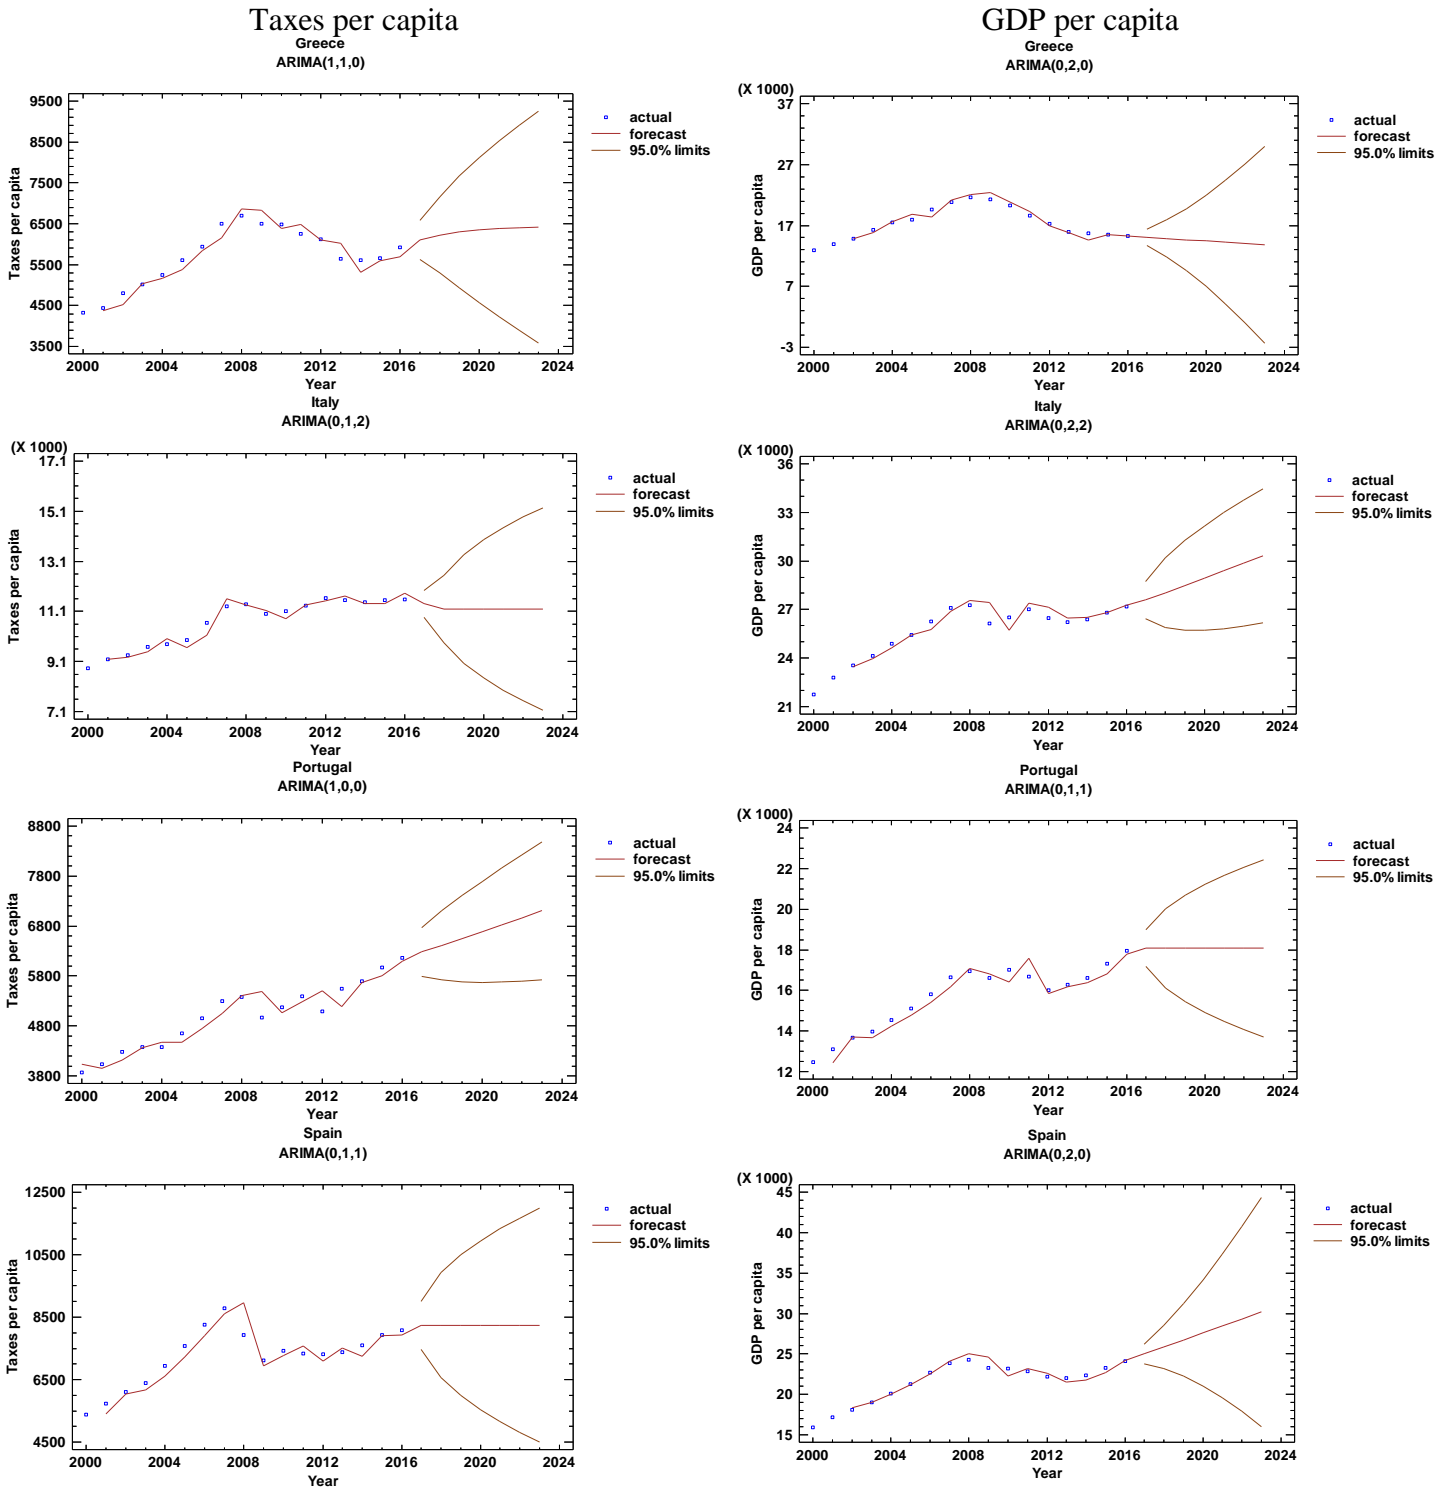 Taxes per capita
Greece
ARIMA(1,1,0)
9500
8500
7500
6500
5500
4500
3500
Taxes per capita
2000 2004 2008 2012 2016 2020 2024
Year
actual
forecast
95.0% limits
GDP per capita
Greece
ARIMA(0,2,0)
(X 1000)
37
27
17
7
-3
GDP per capita
2000 2004 2008 2012 2016 2020 2024
Year
actual
forecast
95.0% limits
Italy
ARIMA(0,1,2)
(X 1000)
17.1
15.1
13.1
11.1
9.1
7.1
Taxes per capita
2000 2004 2008 2012 2016 2020 2024
Year
actual
forecast
95.0% limits
Italy
ARIMA(0,2,2)
(X 1000)
36
33
30
27
24
21
GDP per capita
2000 2004 2008 2012 2016 2020 2024
Year
actual
forecast
95.0% limits
Portugal
ARIMA(1,0,0)
8800
7800
6800
5800
4800
3800
Taxes per capita
2000 2004 2008 2012 2016 2020 2024
Year
actual
forecast
95.0% limits
Portugal
ARIMA(0,1,1)
(X 1000)
24
22
20
18
16
14
12
GDP per capita
2000 2004 2008 2012 2016 2020 2024
Year
actual
forecast
95.0% limits
Spain
ARIMA(0,1,1)
12500
10500
8500
6500
4500
Taxes per capita
2000 2004 2008 2012 2016 2020 2024
Year
actual
forecast
95.0% limits
Spain
ARIMA(0,2,0)
(X 1000)
45
40
35
30
25
20
15
GDP per capita
2000 2004 2008 2012 2016 2020 2024
Year
actual
forecast
95.0% limits